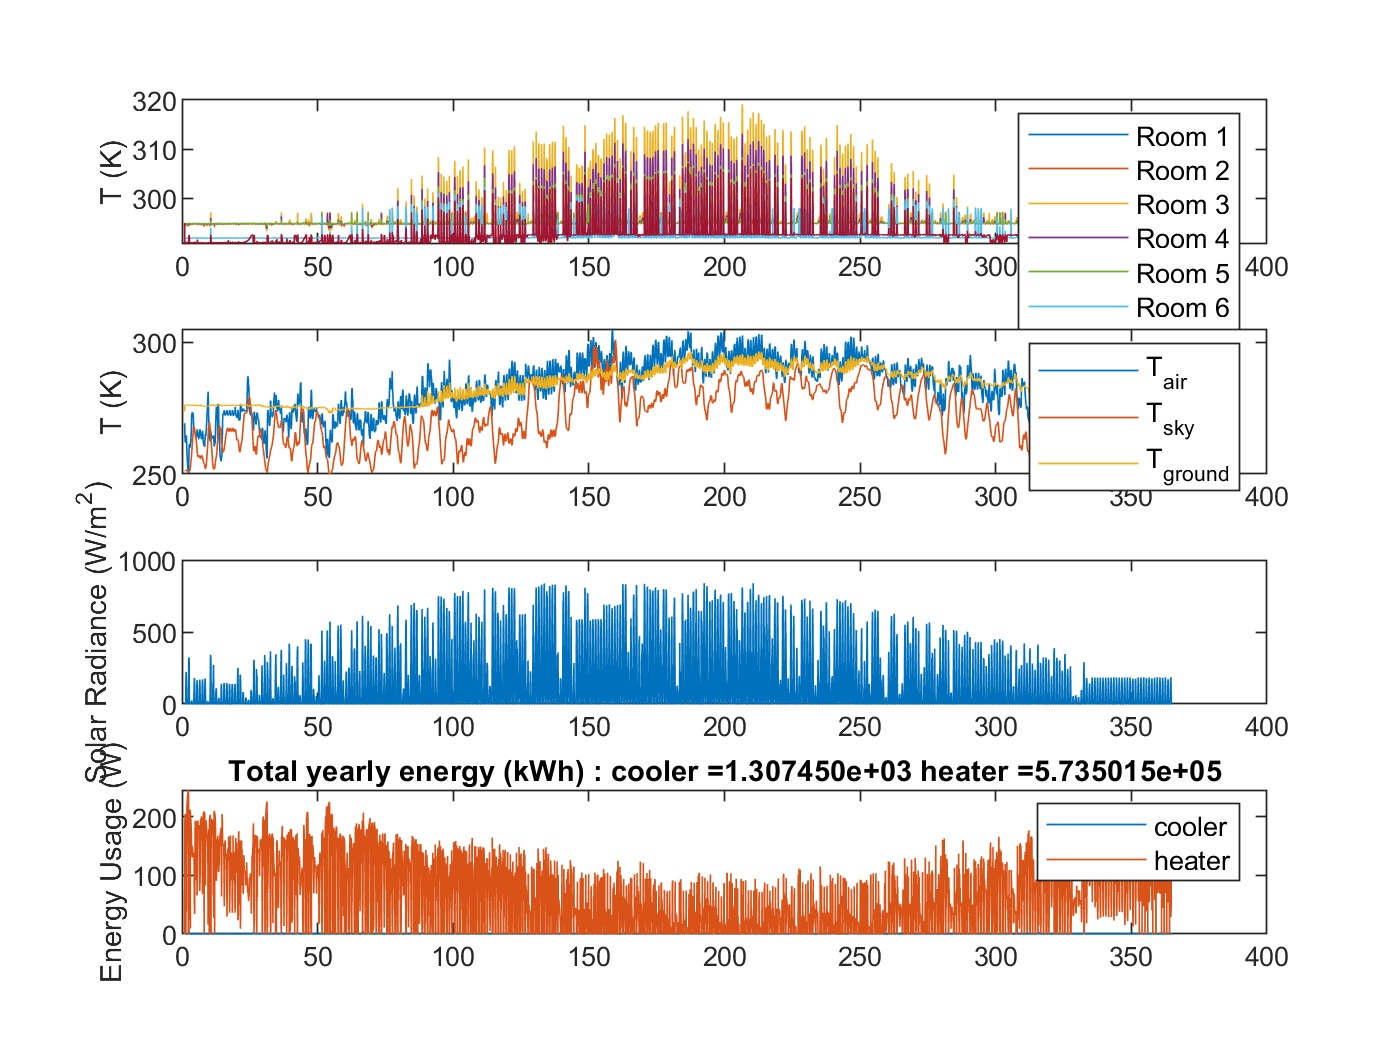 T (K)
320
310
300
0 50 100 150 200 250 300 400
Room 1
Room 2
Room 3
Room 4
Room 5
Room 6
T (K)
300
250
0 50 100 150 200 250 300 350 400
T_air
T_sky
T_ground
Solar Radiance (W/m²)
1000
500
0
0 50 100 150 200 250 300 350 400
Total yearly energy (kWh) : cooler =1.307450e+03 heater =5.735015e+05
Energy Usage (W)
200
100
0
0 50 100 150 200 250 300 350 400
cooler
heater